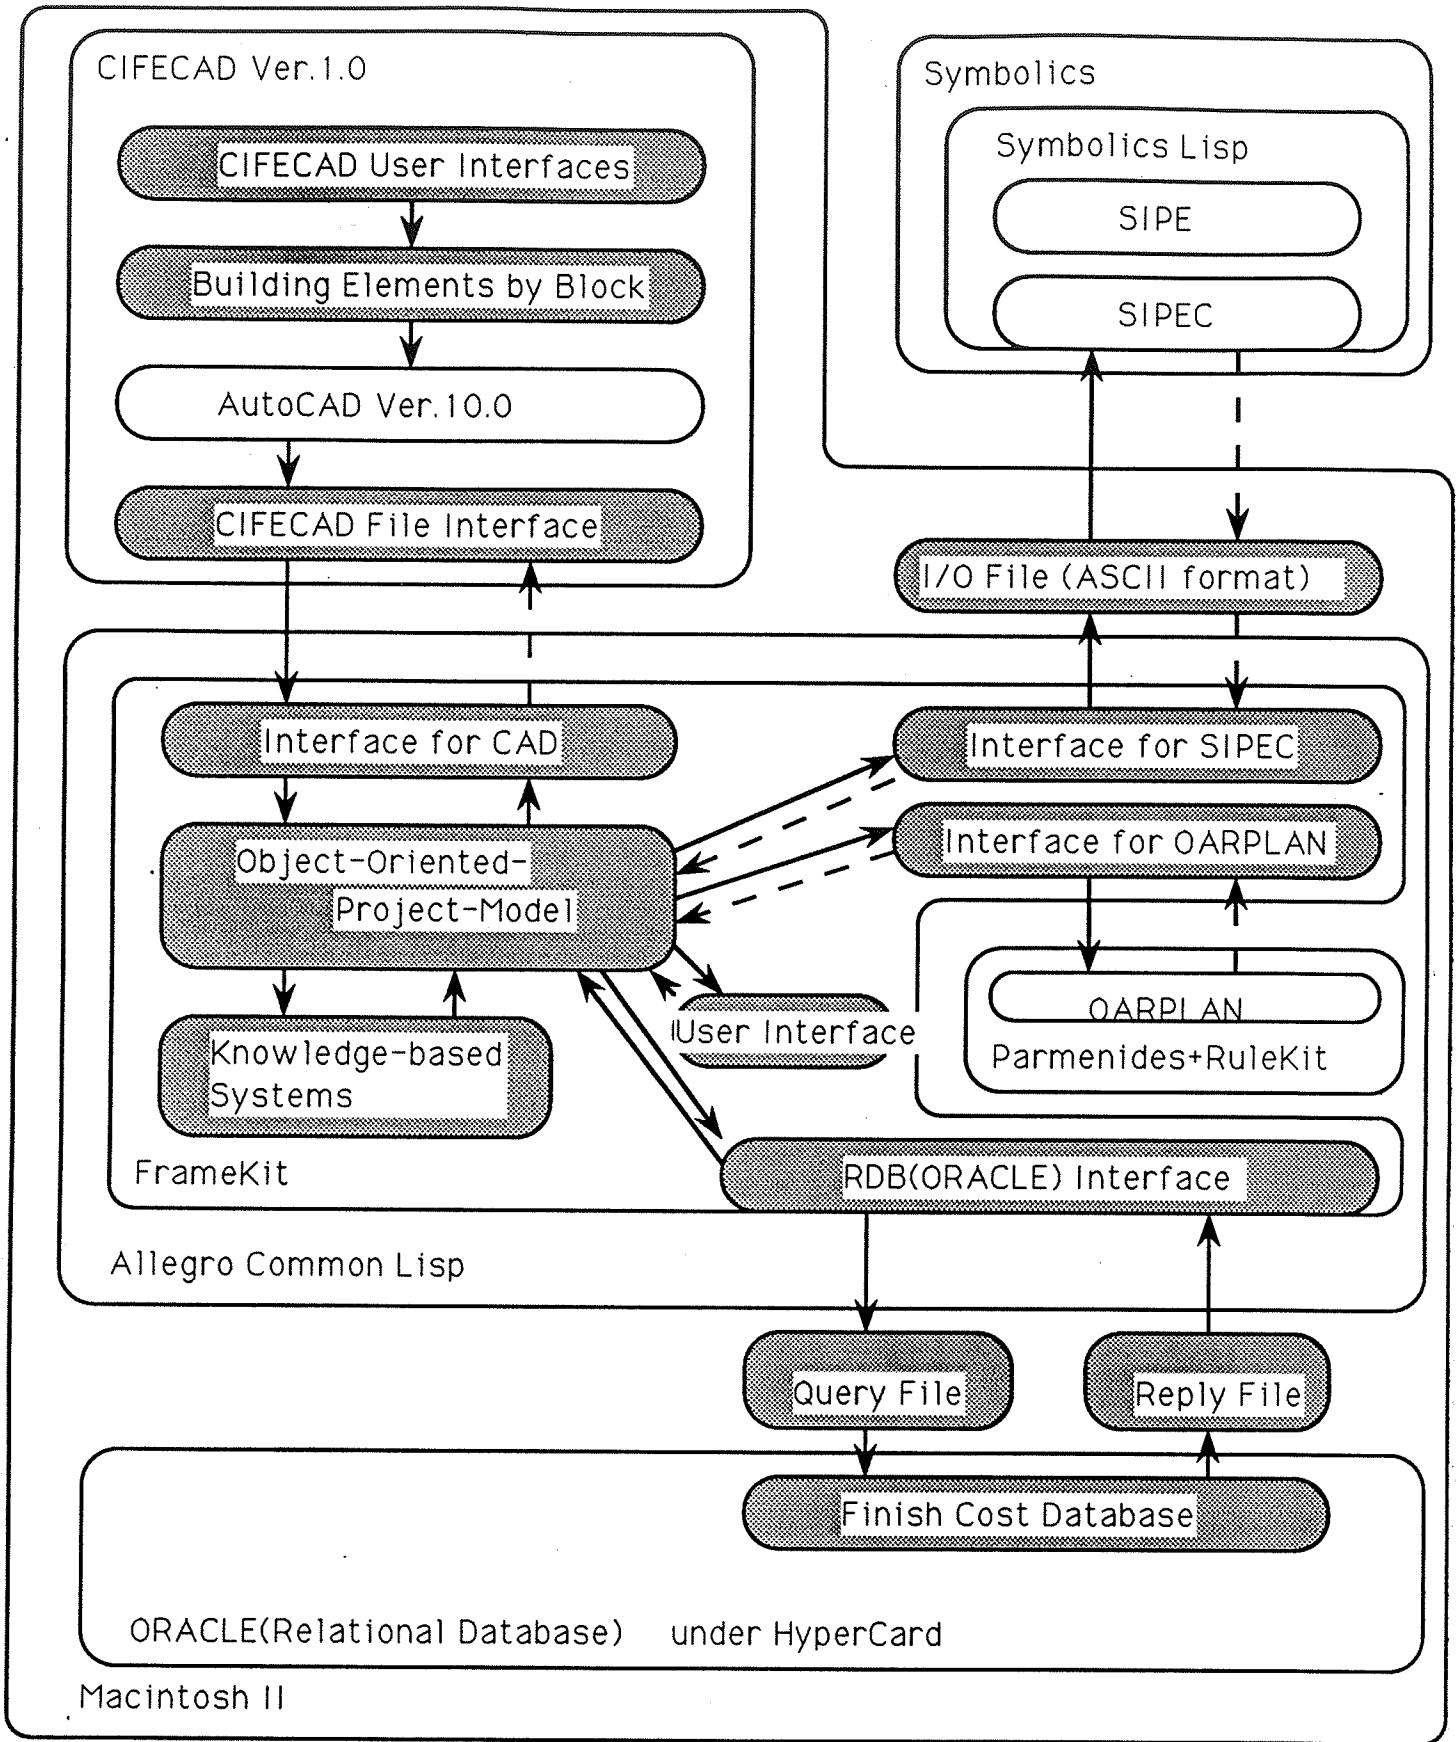 CIFECAD Ver.1.0
CIFECAD User Interfaces
Building Elements by Block
AutoCAD Ver.10.0
CIFECAD File Interface
Symbolics
Symbolics Lisp
SIPE
SIPEC
I/O File (ASCII format)
Interface for CAD
Interface for SIPEC
Interface for OARPLAN
Object-Oriented-
Project-Model
User Interface
OARPLAN
Parmenides+RuleKit
Knowledge-based
Systems
FrameKit
RDB(ORACLE) Interface
Allegro Common Lisp
Query File
Reply File
Finish Cost Database
ORACLE(Relational Database) under HyperCard
Macintosh II